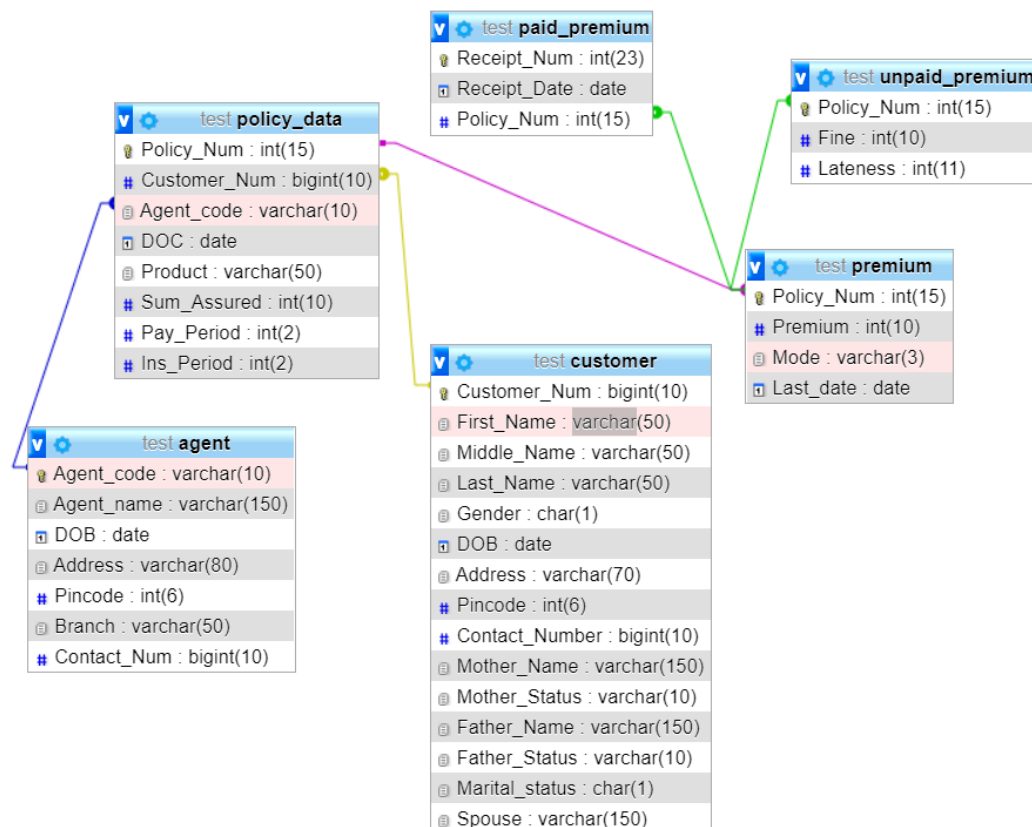 test paid_premium
Receipt_Num : int(23)
Receipt_Date : date
Policy_Num : int(15)
test unpaid_premium
Policy_Num : int(15)
Fine : int(10)
Lateness : int(11)
test policy_data
Policy_Num : int(15)
Customer_Num : bigint(10)
Agent_code : varchar(10)
DOC : date
Product : varchar(50)
Sum_Assured : int(10)
Pay_Period : int(2)
Ins_Period : int(2)
test premium
Policy_Num : int(15)
Premium : int(10)
Mode : varchar(3)
Last_date : date
test customer
Customer_Num : bigint(10)
First_Name : varchar(50)
Middle_Name : varchar(50)
Last_Name : varchar(50)
Gender : char(1)
DOB : date
Address : varchar(70)
Pincode : int(6)
Contact_Number : bigint(10)
Mother_Name : varchar(150)
Mother_Status : varchar(10)
Father_Name : varchar(150)
Father_Status : varchar(10)
Marital_status : char(1)
Spouse : varchar(150)
test agent
Agent_code : varchar(10)
Agent_name : varchar(150)
DOB : date
Address : varchar(80)
Pincode : int(6)
Branch : varchar(50)
Contact_Num : bigint(10)